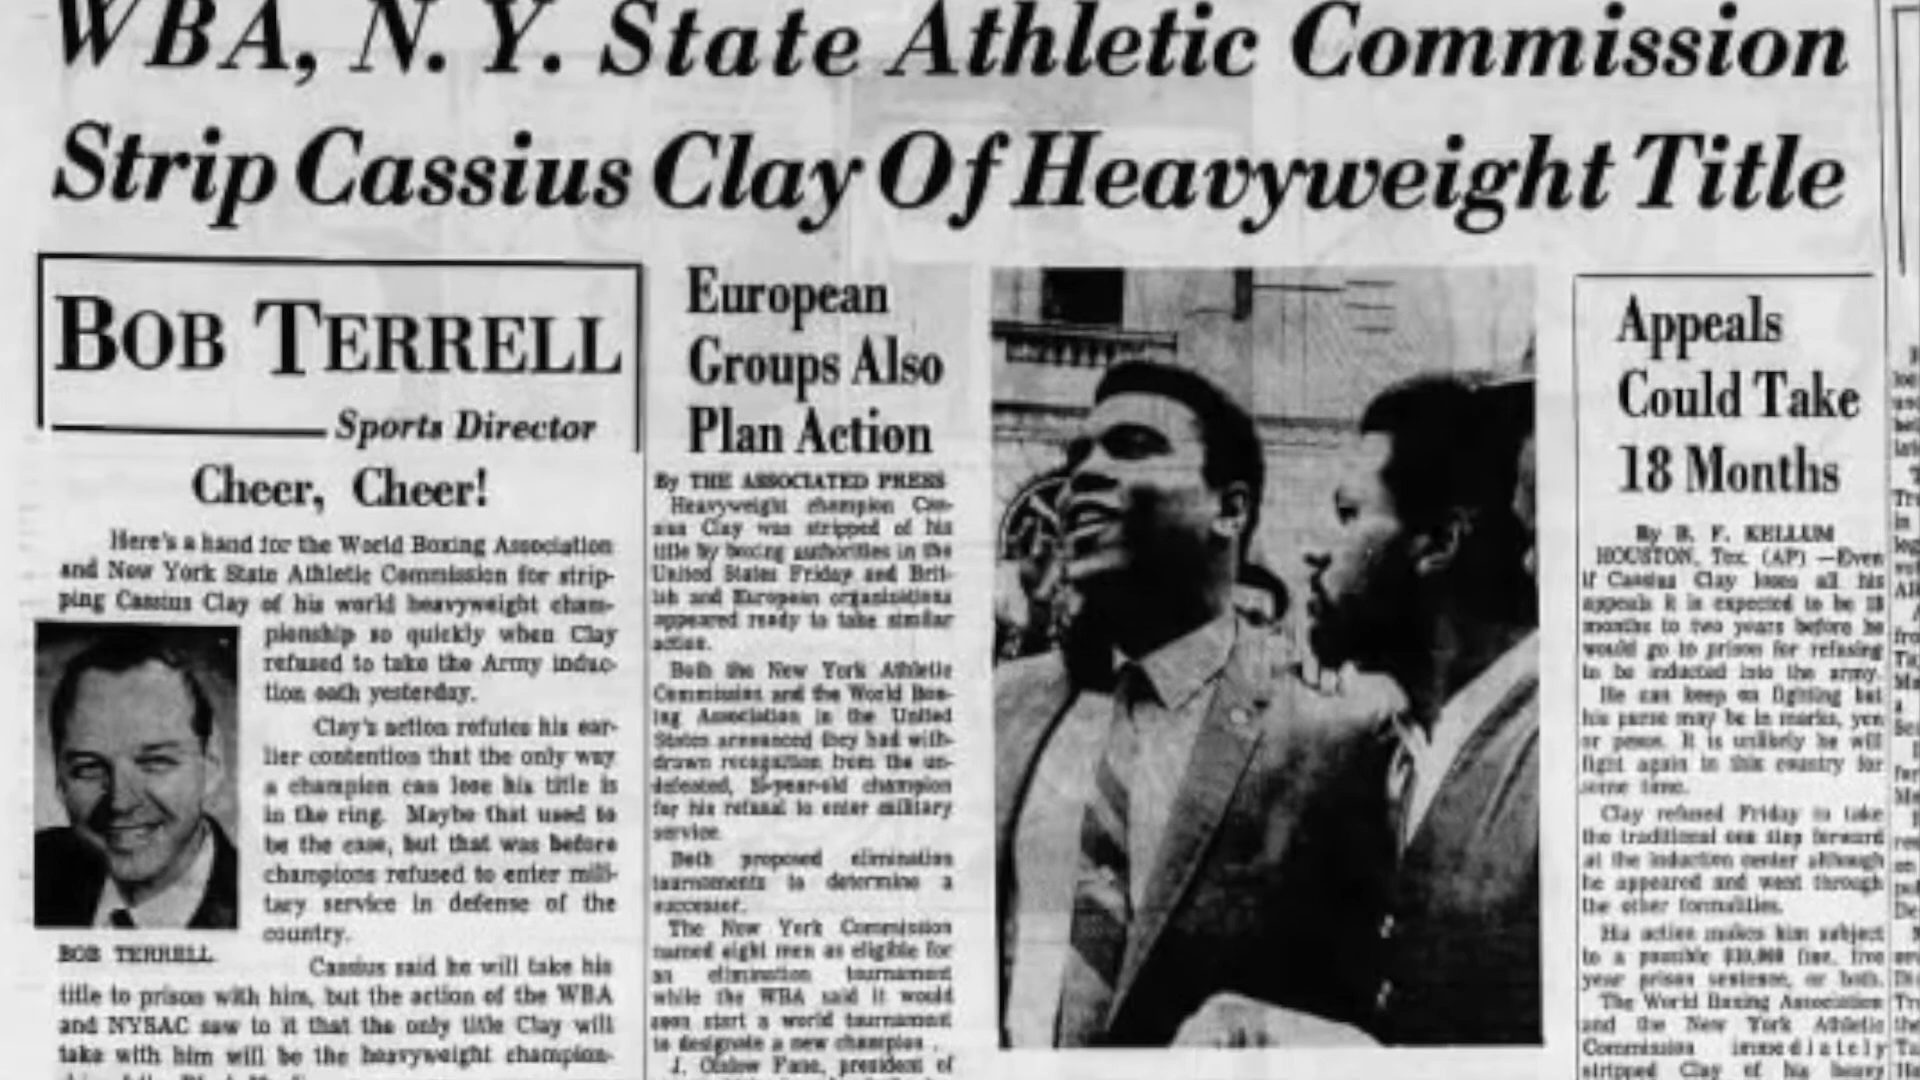 WBA, N. Y. State Athletic Commission
Strip Cassius Clay Of Heavyweight Title
BOB TERRELL
Sports Director
Cheer, Cheer!
Here's a hand for the World Boxing Association
and New York State Athletic Commission for strip-
ping Cassius Clay of his world heavyweight cham-
pionship so quickly when Clay
refused to take the Army induc-
tion oath yesterday.
Clay's action refutes his ear-
lier contention that the only way
a champion can lose his title is
in the ring. Maybe that used to
be the case, but that was before
champions refused to enter mili-
tary service in defense of the
country.
BOB TERRELL
Cassius said he will take his
title to prison with him, but the action of the WBA
and NYSAC saw to it that the only title Clay will
take with him will be the heavyweight champion-
European
Groups Also
Plan Action
By THE ASSOCIATED PRESS
Heavyweight champion Cas-
sius Clay was stripped of his
title by boxing authorities in the
United States Friday and Brit-
ish and European organizations
appeared ready to take similar
action.
Both the New York Athletic
Commission and the World Box-
ing Association in the United
States announced they had with-
drawn recognition from the un-
defeated, champion
for his refusal to enter military
service.
Both proposed elimination
tournaments to determine a
successor.
The New York Commission
named eight men as eligible for
an elimination tournament
while the WBA said it would
soon start a world tournament
to designate a new champion.
J. Onslow Fane, president of
Appeals
Could Take
18 Months
By B. F. KELLUM
HOUSTON, Tex. (AP) —Even
if Cassius Clay loses all his
appeals it is expected to be 18
months to two years before he
would go to prison for refusing
to be inducted into the army.
He can keep on fighting but
his purse may be in marks, yen
or pesos. It is unlikely he will
fight again in this country for
some time.
Clay refused Friday to take
the traditional one step forward
at the induction center although
he appeared and went through
the other formalities.
His action makes him subject
to a possible $10,000 fine, five
year prison sentence, or both.
The World Boxing Association
and the New York Athletic
Commission immediately
stripped Clay of his heavy